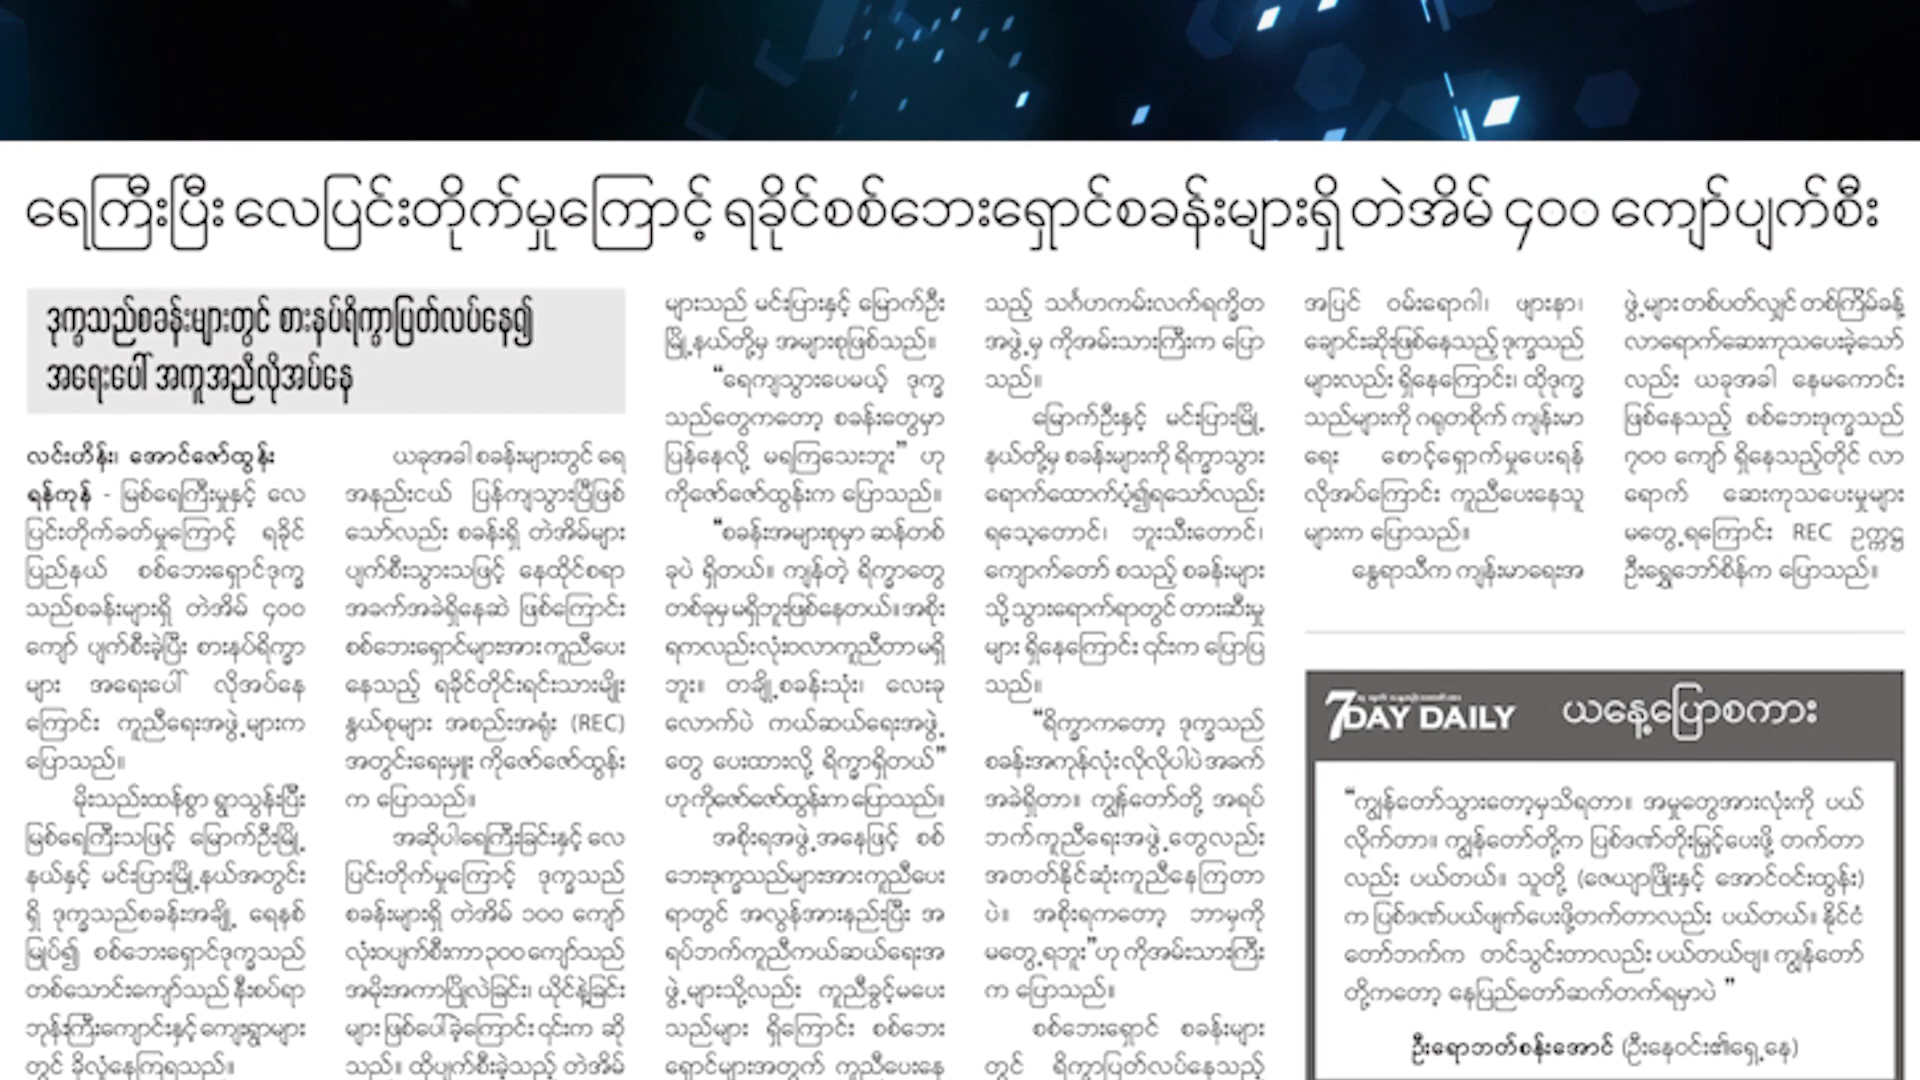 ရေကြီးပြီး လေပြင်းတိုက်မှုကြောင့် ရခိုင်စစ်ဘေးရှောင်စခန်းများရှိ တဲအိမ် ၄၀၀ ကျော်ပျက်စီး
ဒုက္ခသည်စခန်းများတွင် စားနပ်ရိက္ခာပြတ်လပ်နေ၍
အရေးပေါ် အကူအညီလိုအပ်နေ
လင်းဟိန်း၊ အောင်ဇော်ထွန်း
ရန်ကုန် - မြစ်ရေကြီးမှုနှင့် လေ
ပြင်းတိုက်ခတ်မှုကြောင့် ရခိုင်
ပြည်နယ် စစ်ဘေးရှောင်ဒုက္ခ
သည်စခန်းများရှိ တဲအိမ် ၄၀၀
ကျော် ပျက်စီးခဲ့ပြီး စားနပ်ရိက္ခာ
များ အရေးပေါ် လိုအပ်နေ
ကြောင်း ကူညီရေးအဖွဲ့များက
ပြောသည်။
မိုးသည်းထန်စွာ ရွာသွန်းပြီး
မြစ်ရေကြီးသဖြင့် မြောက်ဦးမြို့
နယ်နှင့် မင်းပြားမြို့နယ်အတွင်း
ရှိ ဒုက္ခသည်စခန်းအချို့ ရေနစ်
မြုပ်၍ စစ်ဘေးရှောင်ဒုက္ခသည်
တစ်သောင်းကျော်သည် နီးစပ်ရာ
ဘုန်းကြီးကျောင်းနှင့် ကျေးရွာများ
တွင် ခိုလှုံနေကြရသည်။
ယခုအခါ စခန်းများတွင် ရေ
အနည်းငယ် ပြန်ကျသွားပြီဖြစ်
သော်လည်း စခန်းရှိ တဲအိမ်များ
ပျက်စီးသွားသဖြင့် နေထိုင်စရာ
အခက်အခဲရှိနေဆဲ ဖြစ်ကြောင်း
စစ်ဘေးရှောင်များအား ကူညီပေး
နေသည့် ရခိုင်တိုင်းရင်းသားမျိုး
နွယ်စုများ အစည်းအရုံး (REC)
အတွင်းရေးမှူး ကိုဇော်ဇော်ထွန်း
က ပြောသည်။
အဆိုပါရေကြီးခြင်းနှင့် လေ
ပြင်းတိုက်မှုကြောင့် ဒုက္ခသည်
စခန်းများရှိ တဲအိမ် ၁၀၀ ကျော်
လုံးဝပျက်စီးကာ ၃၀၀ ကျော်သည်
အမိုးအကာပြိုလဲခြင်း၊ ယိုင်နဲ့ခြင်း
များ ဖြစ်ပေါ်ခဲ့ကြောင်း ၎င်းက ဆို
သည်။ ထိုပျက်စီးခဲ့သည့် တဲအိမ်
များသည် မင်းပြားနှင့် မြောက်ဦး
မြို့နယ်တို့မှ အများစုဖြစ်သည်။
“ရေကျသွားပေမယ့် ဒုက္ခ
သည်တွေကတော့ စခန်းတွေမှာ
ပြန်နေလို့ မရကြသေးဘူး” ဟု
ကိုဇော်ဇော်ထွန်းက ပြောသည်။
“စခန်းအများစုမှာ ဆန်တစ်
ခုပဲ ရှိတယ်။ ကျန်တဲ့ ရိက္ခာတွေ
တစ်ခုမှ မရှိဘူးဖြစ်နေတယ်။ အစိုး
ရကလည်းလုံးဝလာကူညီတာ မရှိ
ဘူး။ တချို့စခန်းသုံး၊ လေးခု
လောက်ပဲ ကယ်ဆယ်ရေးအဖွဲ့
တွေ ပေးထားလို့ ရိက္ခာရှိတယ်”
ဟု ကိုဇော်ဇော်ထွန်းက ပြောသည်။
အစိုးရအဖွဲ့အနေဖြင့် စစ်
ဘေးဒုက္ခသည်များအားကူညီပေး
ရာတွင် အလွန်အားနည်းပြီး အ
ရပ်ဘက်ကူညီကယ်ဆယ်ရေးအ
ဖွဲ့များသို့လည်း ကူညီခွင့်မပေး
သည်များ ရှိကြောင်း စစ်ဘေး
ရှောင်များအတွက် ကူညီပေးနေ
သည့် သင်္ဂဟကမ်းလက်ရက္ခိတ
အဖွဲ့မှ ကိုအမ်းသားကြီးက ပြော
သည်။
မြောက်ဦးနှင့် မင်းပြားမြို့
နယ်တို့မှ စခန်းများကို ရိက္ခာသွား
ရောက်ထောက်ပံ့၍ရသော်လည်း
ရသေ့တောင်၊ ဘူးသီးတောင်၊
ကျောက်တော် စသည့် စခန်းများ
သို့ သွားရောက်ရာတွင် တားဆီးမှု
များ ရှိနေကြောင်း ၎င်းက ပြောပြ
သည်။
“ရိက္ခာကတော့ ဒုက္ခသည်
စခန်းအကုန်လုံး လိုလိုပါပဲ အခက်
အခဲရှိတာ။ ကျွန်တော်တို့ အရပ်
ဘက်ကူညီရေးအဖွဲ့တွေလည်း
အတတ်နိုင်ဆုံးကူညီနေကြတာ
ပဲ။ အစိုးရကတော့ ဘာမှကို
မတွေ့ရဘူး” ဟု ကိုအမ်းသားကြီး
က ပြောသည်။
စစ်ဘေးရှောင် စခန်းများ
တွင် ရိက္ခာပြတ်လပ်နေသည့်
အပြင် ဝမ်းရောဂါ၊ ဖျားနာ၊
ချောင်းဆိုးဖြစ်နေသည့် ဒုက္ခသည်
များလည်း ရှိနေကြောင်း၊ ထိုဒုက္ခ
သည်များကို ဂရုတစိုက် ကျန်းမာ
ရေး စောင့်ရှောက်မှုပေးရန်
လိုအပ်ကြောင်း ကူညီပေးနေသူ
များက ပြောသည်။
နွေရာသီက ကျန်းမာရေးအ
ဖွဲ့များ တစ်ပတ်လျှင် တစ်ကြိမ်ခန့်
လာရောက်ဆေးကုသပေးခဲ့သော်
လည်း ယခုအခါ နေမကောင်း
ဖြစ်နေသည့် စစ်ဘေးဒုက္ခသည်
၇၀၀ ကျော် ရှိနေသည့်တိုင် လာ
ရောက် ဆေးကုသပေးမှုများ
မတွေ့ရကြောင်း REC ဥက္ကဋ္ဌ
ဦးရွှေဘော်စိန်က ပြောသည်။
7DAY DAILY ယနေ့ပြောစကား
“ကျွန်တော်သွားတော့မှသိရတာ။ အမှုတွေအားလုံးကို ပယ်
လိုက်တာ။ ကျွန်တော်တို့က ပြစ်ဒဏ်တိုးမြှင့်ပေးဖို့ တက်တာ
လည်း ပယ်တယ်။ သူတို့ (ဇေယျာဖြိုးနှင့် အောင်ဝင်းထွန်း)
က ပြစ်ဒဏ်ပယ်ဖျက်ပေးဖို့တက်တာလည်း ပယ်တယ်။ နိုင်ငံ
တော်ဘက်က တင်သွင်းတာလည်း ပယ်တယ်ဗျ။ ကျွန်တော်
တို့ကတော့ နေပြည်တော်ဆက်တက်ရမှာပဲ ”
ဦးရောဘတ်စန်းအောင် (ဦးနေဝင်း၏ရှေ့နေ)